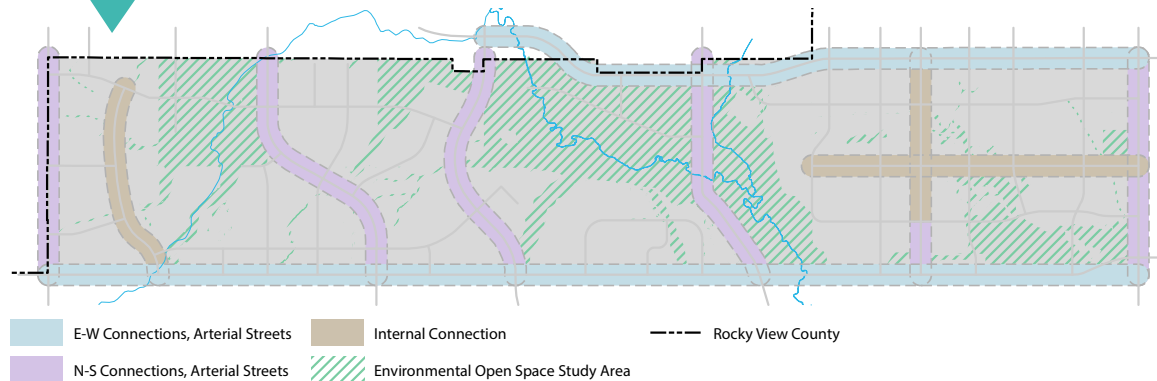 E-W Connections, Arterial Streets
Internal Connection
Rocky View County
N-S Connections, Arterial Streets
Environmental Open Space Study Area